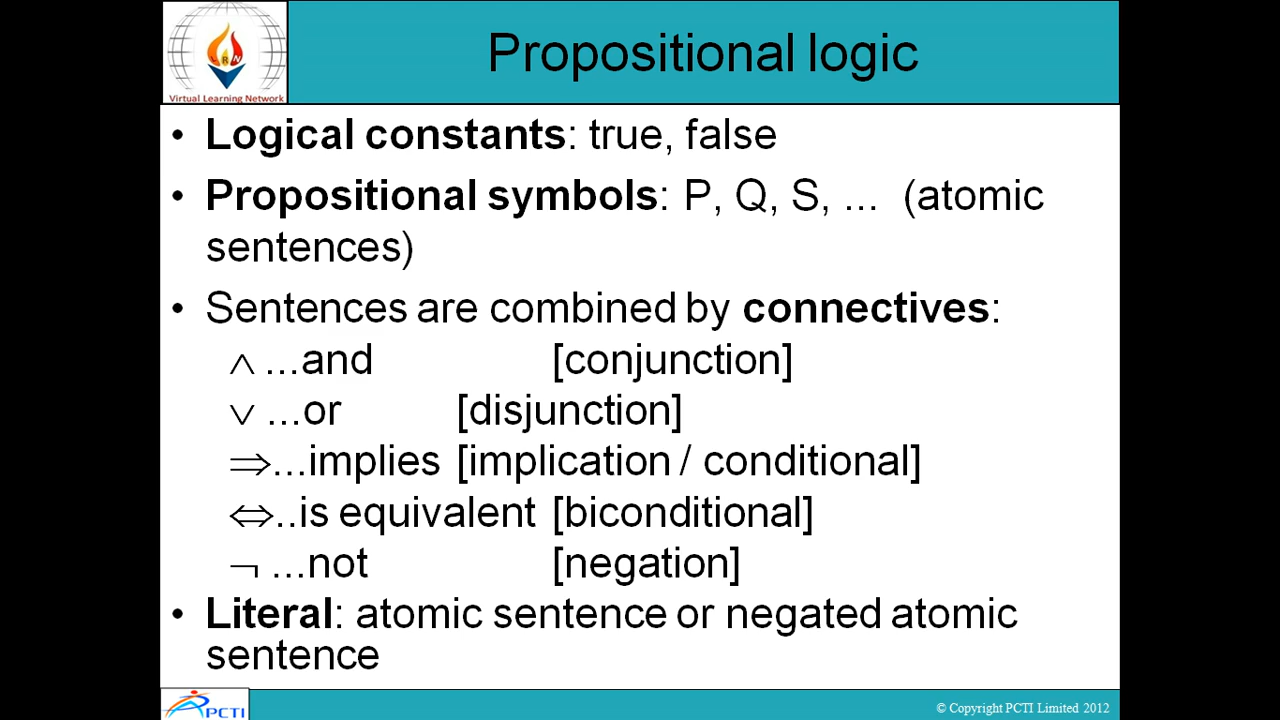 Propositional logic
VLRN
Virtual Learning Network
• Logical constants: true, false
• Propositional symbols: P, Q, S, ... (atomic
sentences)
• Sentences are combined by connectives:
∧ ...and [conjunction]
∨ ...or [disjunction]
⇒...implies [implication / conditional]
⇔..is equivalent [biconditional]
¬ ...not [negation]
• Literal: atomic sentence or negated atomic
sentence
PCTI
© Copyright PCTI Limited 2012